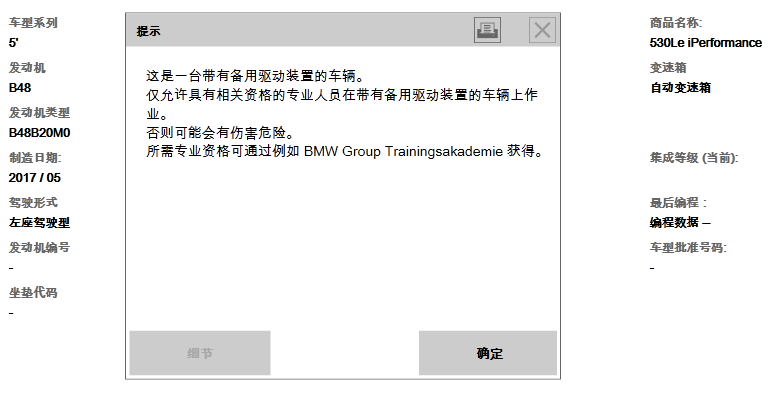 车型系列
5'
发动机
B48
发动机类型
B48B20M0
制造日期:
2017 / 05
驾驶形式
左座驾驶型
发动机编号
-
坐垫代码
-
提示
这是一台带有备用驱动装置的车辆。
仅允许具有相关资格的专业人员在带有备用驱动装置的车辆上作
业。
否则可能会有伤害危险。
所需专业资格可通过例如 BMW Group Trainingsakademie 获得。
细节
确定
商品名称:
530Le iPerformance
变速箱
自动变速箱
集成等级 (当前):
最后编程 :
编程数据 --
车型批准号码:
-